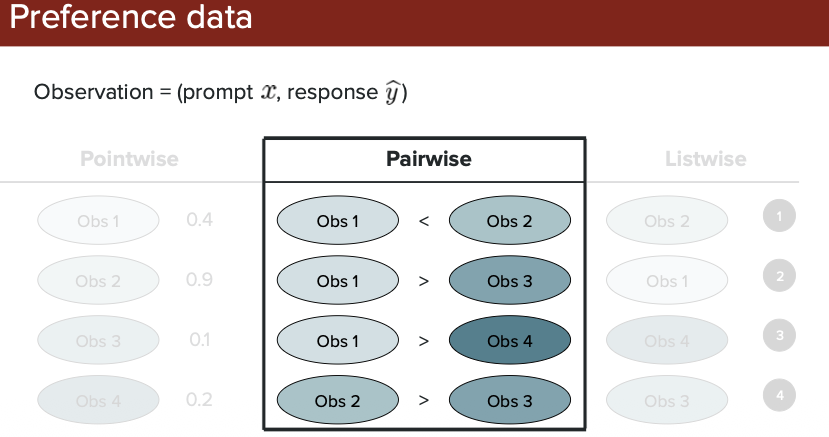 Preference data
Observation = (prompt x, response ŷ)
Pointwise Pairwise Listwise
Obs 1 0.4 Obs 1 < Obs 2 Obs 2 1
Obs 2 0.9 Obs 1 > Obs 3 Obs 1 2
Obs 3 0.1 Obs 1 > Obs 4 Obs 4 3
Obs 4 0.2 Obs 2 > Obs 3 Obs 3 4